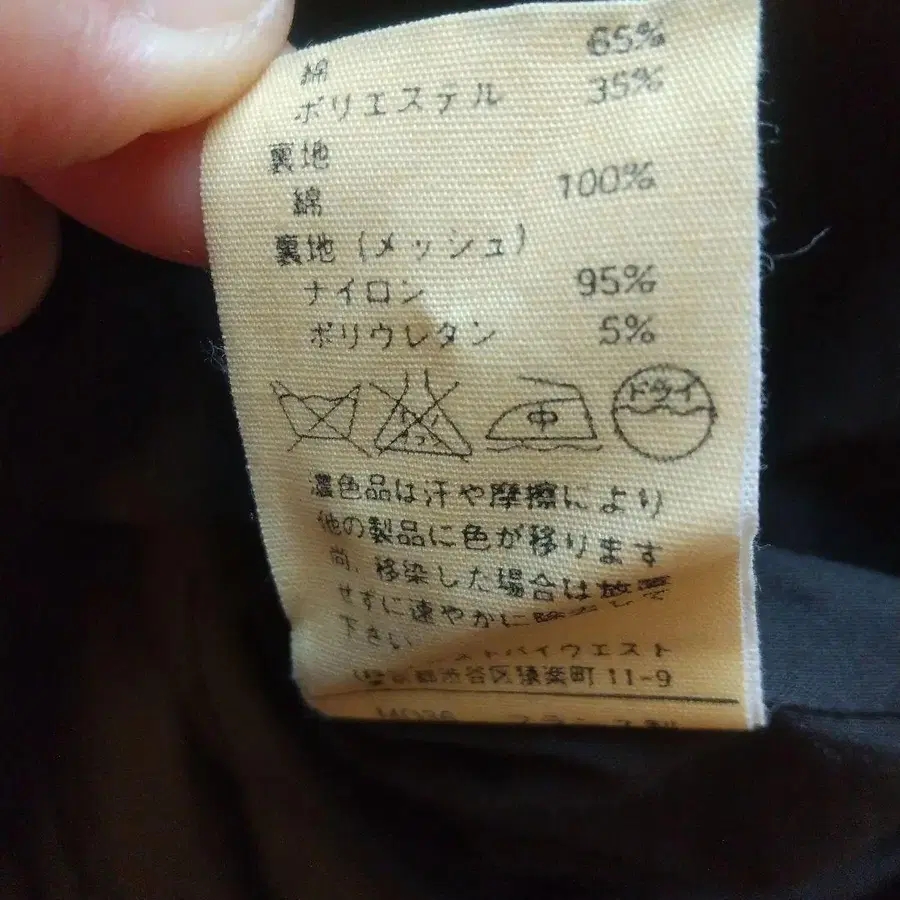 綿 65%
ポリエステル 35%
裏地
綿 100%
裏地(メッシュ)
ナイロン 95%
ポリウレタン 5%
中 ドライ
濃色品は汗や摩擦により
他の製品に色が移ります
尚、移染した場合は放置
せずに速やかに
下さい
トバイウエスト
渋谷区猿楽町 11-9